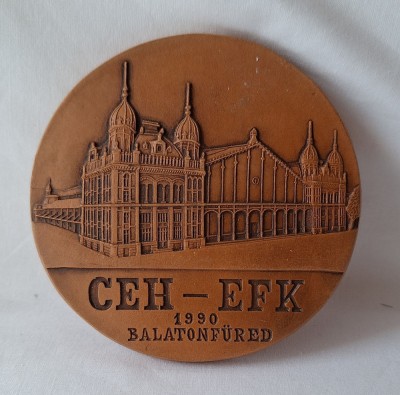 CEH – EFK
1990
BALATONFÜRED